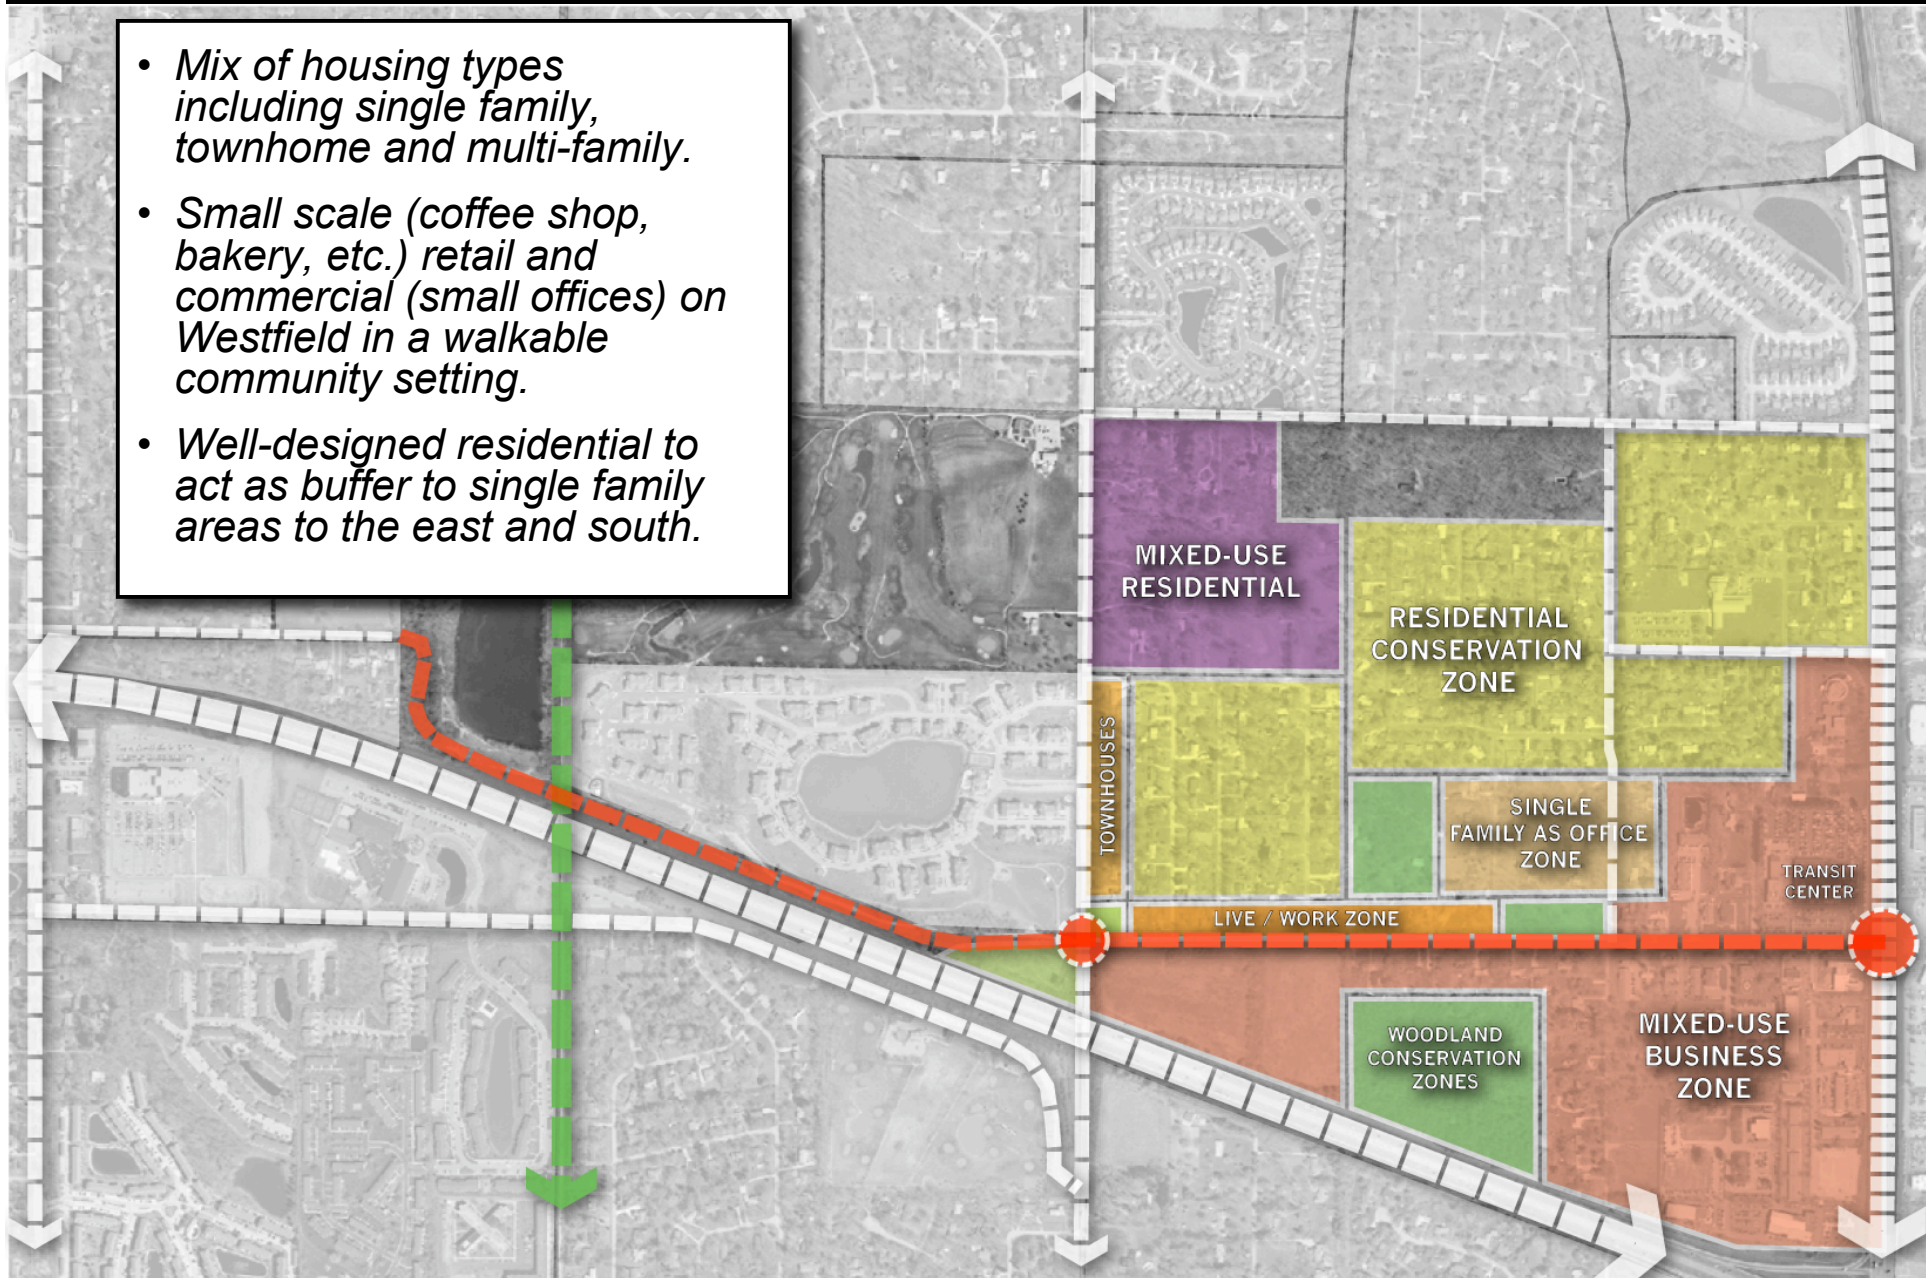 • Mix of housing types
including single family,
townhome and multi-family.
• Small scale (coffee shop,
bakery, etc.) retail and
commercial (small offices) on
Westfield in a walkable
community setting.
• Well-designed residential to
act as buffer to single family
areas to the east and south.
MIXED-USE
RESIDENTIAL
RESIDENTIAL
CONSERVATION
ZONE
TOWNHOUSES
SINGLE
FAMILY AS OFFICE
ZONE
TRANSIT
CENTER
LIVE / WORK ZONE
WOODLAND
CONSERVATION
ZONES
MIXED-USE
BUSINESS
ZONE